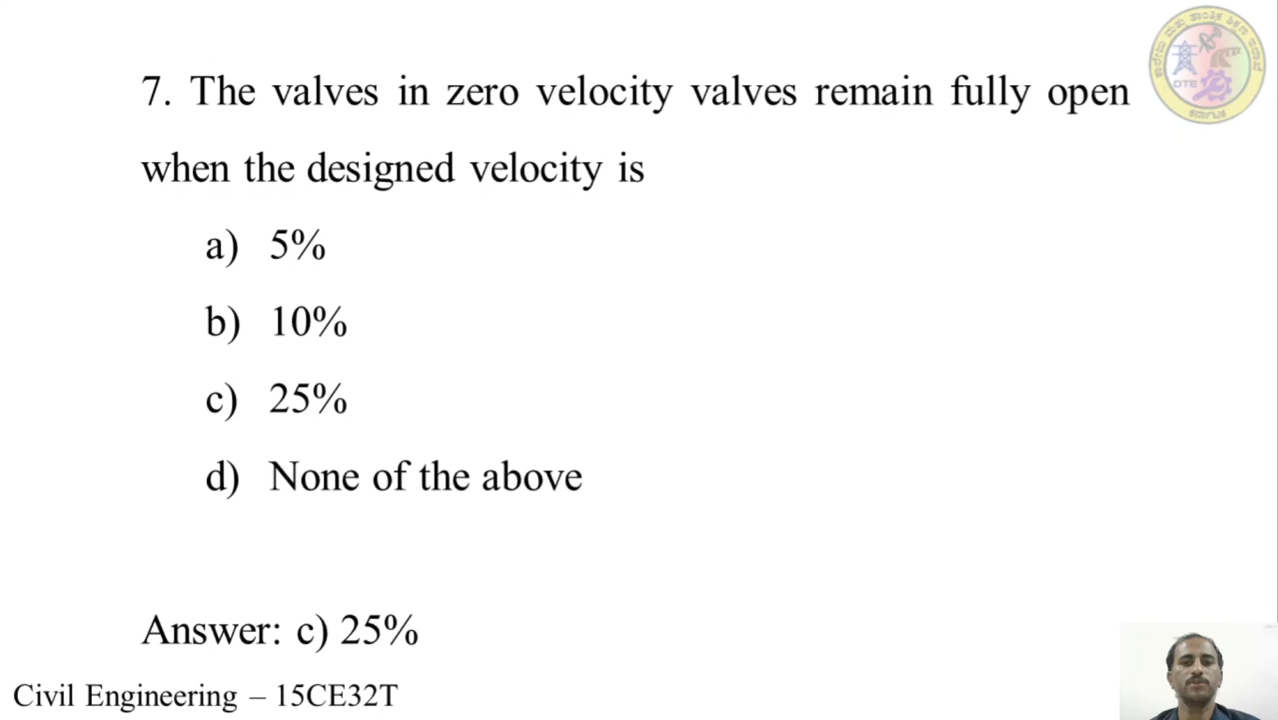 7. The valves in zero velocity valves remain fully open
when the designed velocity is
a) 5%
b) 10%
c) 25%
d) None of the above
Answer: c) 25%
Civil Engineering – 15CE32T
DTE